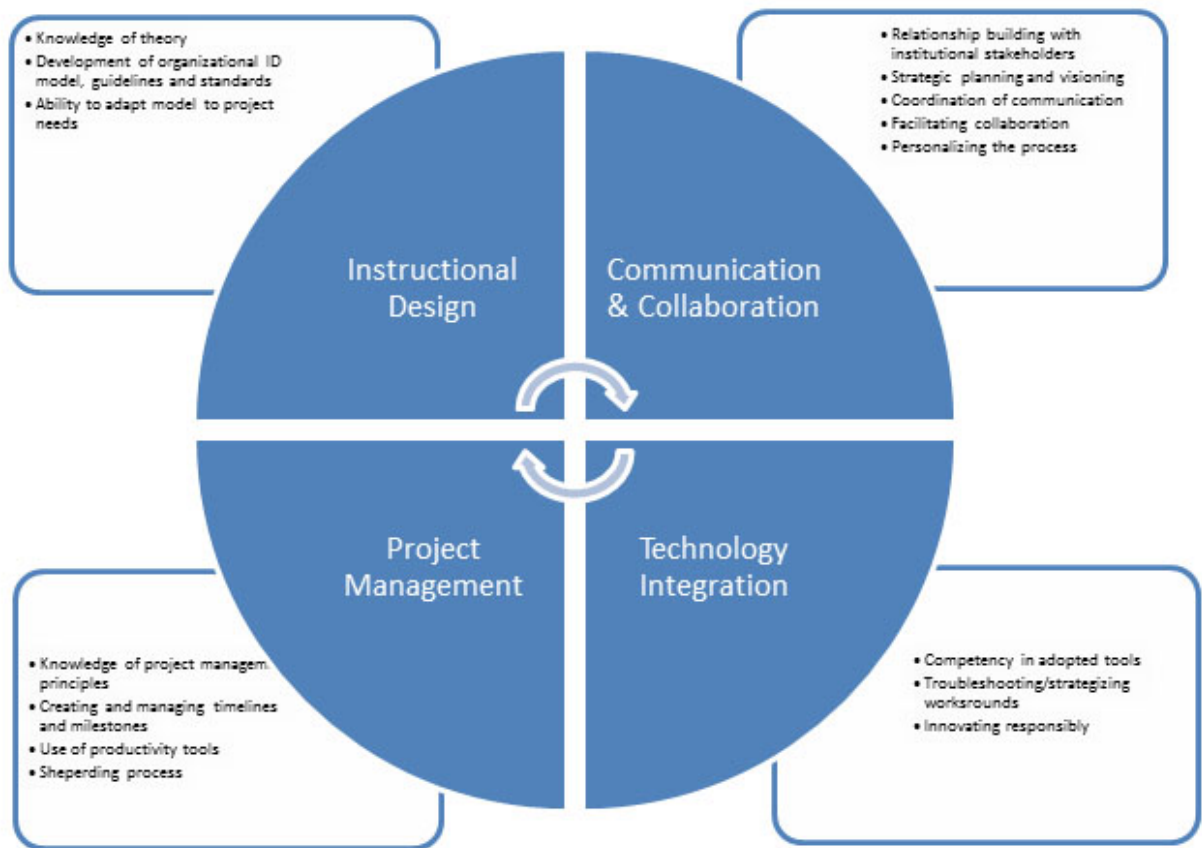 • Knowledge of theory
• Development of organizational ID
model, guidelines and standards
• Ability to adapt model to project
needs
• Relationship building with
institutional stakeholders
• Strategic planning and visioning
• Coordination of communication
• Facilitating collaboration
• Personalizing the process
Instructional
Design
Communication
& Collaboration
Project
Management
Technology
Integration
• Knowledge of project managem
principles
• Creating and managing timelines
and milestones
• Use of productivity tools
• Sheperding process
• Competency in adopted tools
• Troubleshooting/strategizing
worksrounds
• Innovating responsibly